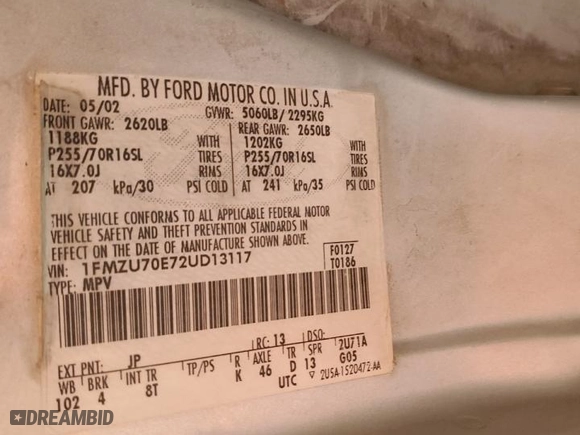 MFD. BY FORD MOTOR CO. IN U.S.A.
DATE: 05/02 GVWR: 5060LB/ 2295KG
FRONT GAWR: 2620LB REAR GAWR: 2650LB
1188KG WITH 1202KG WITH
P255/70R16SL TIRES P255/70R16SL TIRES
16X7.0J RIMS 16X7.0J RIMS
AT 207 kPa/30 PSI COLD AT 241 kPa/35 PSI COLD
THIS VEHICLE CONFORMS TO ALL APPLICABLE FEDERAL MOTOR
VEHICLE SAFETY AND THEFT PREVENTION STANDARDS IN
EFFECT ON THE DATE OF MANUFACTURE SHOWN ABOVE.
VIN: 1FMZU70E72UD13117 F0127
TYPE: MPV T0186
EXT PNT: JP RC: 13 DSO:
WB BRK INT TR TP/PS R AXLE TR SPR 2U71A
102 4 8T K 46 D 13 G05
UTC ▽ 2U5A-1520472-AA
DREAMBID